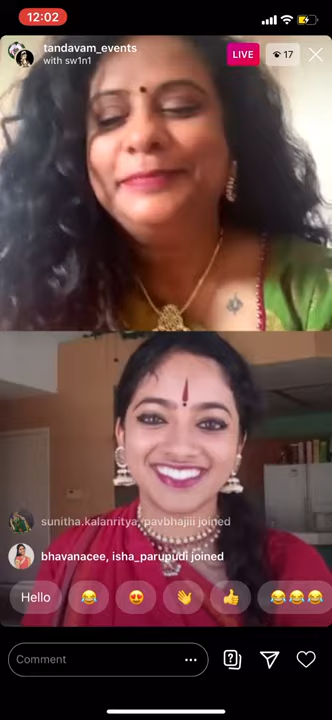 12:02
tandavam_events
with sw1n1
LIVE
17
sunitha.kalanritya, pavbhajiii joined
bhavanacee, isha_parupudi joined
Hello
Comment